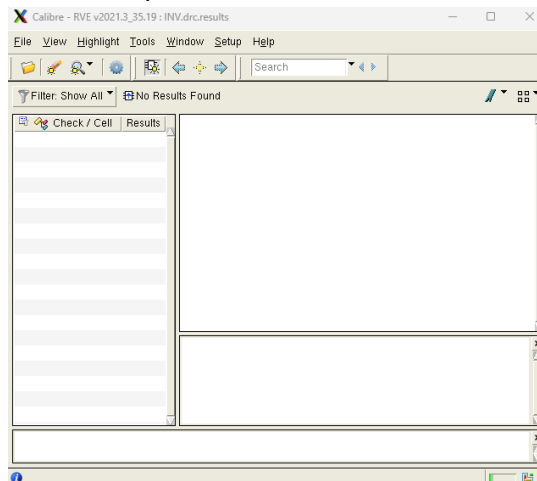 Calibre - RVE v2021.3_35.19 : INV.drc.results
File View Highlight Tools Window Setup Help
Search
Filter: Show All No Results Found
Check / Cell Results